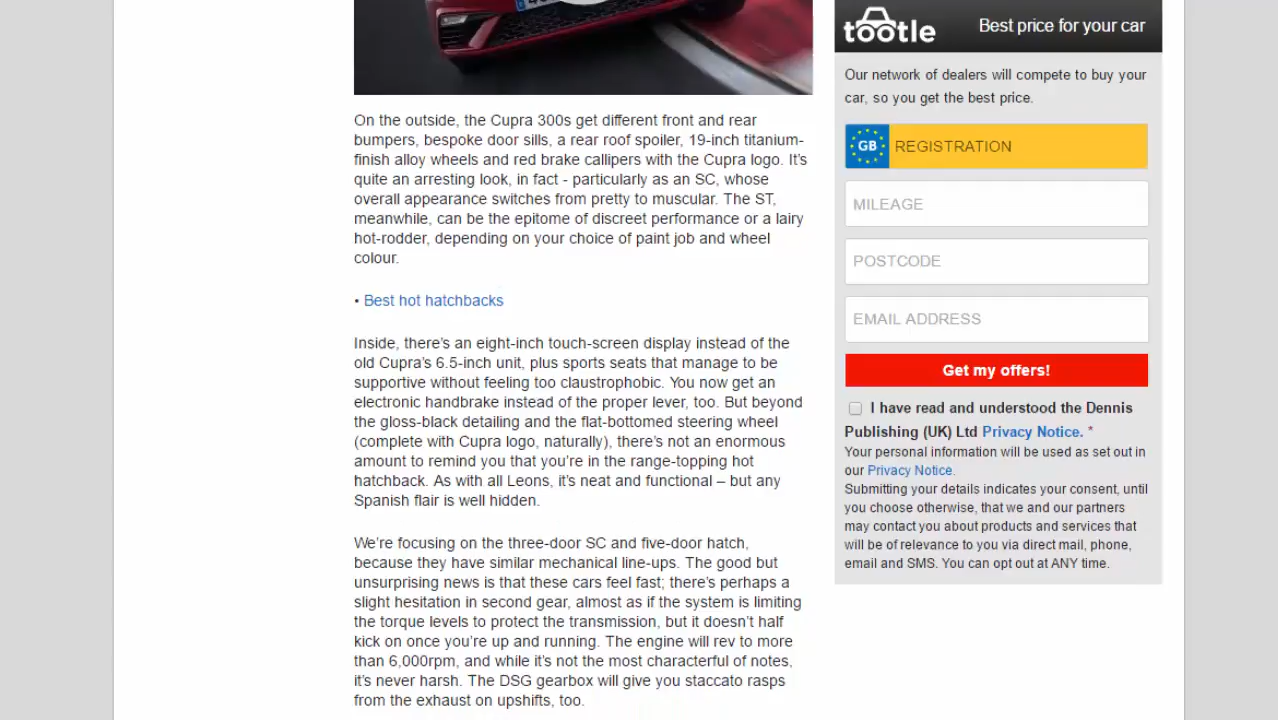 On the outside, the Cupra 300s get different front and rear
bumpers, bespoke door sills, a rear roof spoiler, 19-inch titanium-
finish alloy wheels and red brake callipers with the Cupra logo. It’s
quite an arresting look, in fact - particularly as an SC, whose
overall appearance switches from pretty to muscular. The ST,
meanwhile, can be the epitome of discreet performance or a lairy
hot-rodder, depending on your choice of paint job and wheel
colour.
• Best hot hatchbacks
Inside, there’s an eight-inch touch-screen display instead of the
old Cupra’s 6.5-inch unit, plus sports seats that manage to be
supportive without feeling too claustrophobic. You now get an
electronic handbrake instead of the proper lever, too. But beyond
the gloss-black detailing and the flat-bottomed steering wheel
(complete with Cupra logo, naturally), there’s not an enormous
amount to remind you that you’re in the range-topping hot
hatchback. As with all Leons, it’s neat and functional – but any
Spanish flair is well hidden.
We’re focusing on the three-door SC and five-door hatch,
because they have similar mechanical line-ups. The good but
unsurprising news is that these cars feel fast; there’s perhaps a
slight hesitation in second gear, almost as if the system is limiting
the torque levels to protect the transmission, but it doesn’t half
kick on once you’re up and running. The engine will rev to more
than 6,000rpm, and while it’s not the most characterful of notes,
it’s never harsh. The DSG gearbox will give you staccato rasps
from the exhaust on upshifts, too.
tootle
Best price for your car
Our network of dealers will compete to buy your
car, so you get the best price.
GB REGISTRATION
MILEAGE
POSTCODE
EMAIL ADDRESS
Get my offers!
I have read and understood the Dennis
Publishing (UK) Ltd Privacy Notice. *
Your personal information will be used as set out in
our Privacy Notice.
Submitting your details indicates your consent, until
you choose otherwise, that we and our partners
may contact you about products and services that
will be of relevance to you via direct mail, phone,
email and SMS. You can opt out at ANY time.